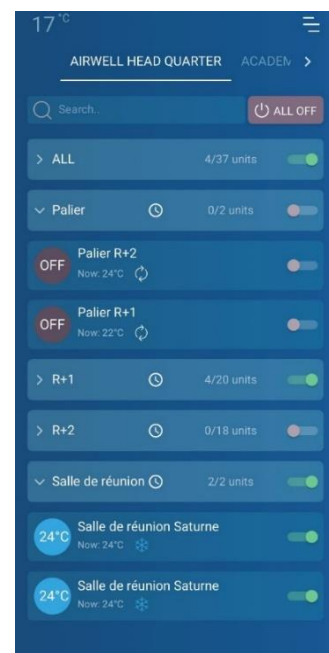 17°C
AIRWELL HEAD QUARTER ACADEM
Search..
ALL OFF
ALL 4/37 units
Palier 0/2 units
OFF
Palier R+2
Now: 24°C
OFF
Palier R+1
Now: 22°C
R+1 4/20 units
R+2 0/18 units
Salle de réunion 2/2 units
24°C
Salle de réunion Saturne
Now: 24°C
24°C
Salle de réunion Saturne
Now: 24°C